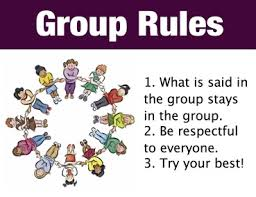 Group Rules
1. What is said in
the group stays
in the group.
2. Be respectful
to everyone.
3. Try your best!